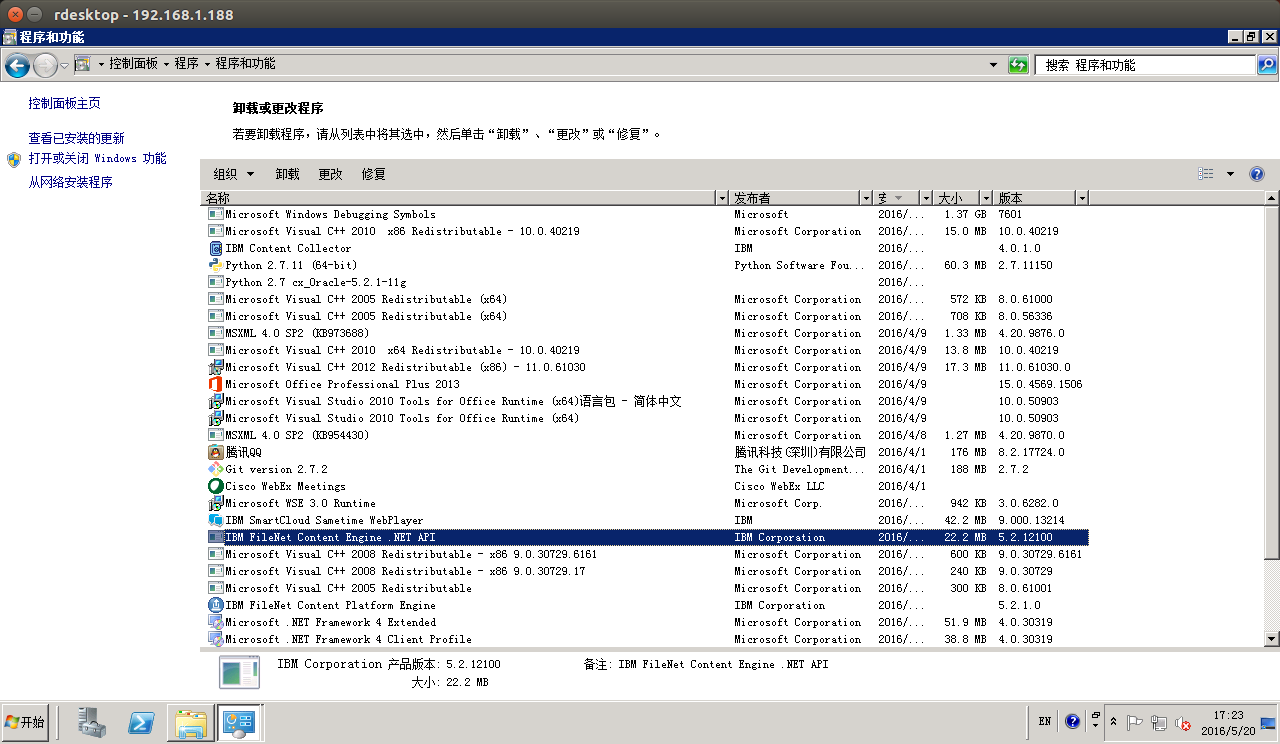 rdesktop - 192.168.1.188
程序和功能
控制面板 程序 程序和功能 搜索 程序和功能
控制面板主页
查看已安装的更新
打开或关闭 Windows 功能
从网络安装程序
卸载或更改程序
若要卸载程序，请从列表中将其选中，然后单击“卸载”、“更改”或“修复”。
组织 卸载 更改 修复
名称 发布者 大小 版本
Microsoft Windows Debugging Symbols Microsoft 2016/... 1.37 GB 7601
Microsoft Visual C++ 2010 x86 Redistributable - 10.0.40219 Microsoft Corporation 2016/... 15.0 MB 10.0.40219
IBM Content Collector IBM 2016/... 4.0.1.0
Python 2.7.11 (64-bit) Python Software Fou... 2016/... 60.3 MB 2.7.11150
Python 2.7 cx_Oracle-5.2.1-11g 2016/...
Microsoft Visual C++ 2005 Redistributable (x64) Microsoft Corporation 2016/... 572 KB 8.0.61000
Microsoft Visual C++ 2005 Redistributable (x64) Microsoft Corporation 2016/... 708 KB 8.0.56336
MSXML 4.0 SP2 (KB973688) Microsoft Corporation 2016/4/9 1.33 MB 4.20.9876.0
Microsoft Visual C++ 2010 x64 Redistributable - 10.0.40219 Microsoft Corporation 2016/4/9 13.8 MB 10.0.40219
Microsoft Visual C++ 2012 Redistributable (x86) - 11.0.61030 Microsoft Corporation 2016/4/9 17.3 MB 11.0.61030.0
Microsoft Office Professional Plus 2013 Microsoft Corporation 2016/4/9 15.0.4569.1506
Microsoft Visual Studio 2010 Tools for Office Runtime (x64)语言包 - 简体中文 Microsoft Corporation 2016/4/9 10.0.50903
Microsoft Visual Studio 2010 Tools for Office Runtime (x64) Microsoft Corporation 2016/4/9 10.0.50903
MSXML 4.0 SP2 (KB954430) Microsoft Corporation 2016/4/8 1.27 MB 4.20.9870.0
腾讯QQ 腾讯科技(深圳)有限公司 2016/4/1 176 MB 8.2.17724.0
Git version 2.7.2 The Git Development... 2016/4/1 188 MB 2.7.2
Cisco WebEx Meetings Cisco WebEx LLC 2016/4/1
Microsoft WSE 3.0 Runtime Microsoft Corp. 2016/... 942 KB 3.0.6282.0
IBM SmartCloud Sametime WebPlayer IBM 2016/... 42.2 MB 9.000.13214
IBM FileNet Content Engine .NET API IBM Corporation 2016/... 22.2 MB 5.2.12100
Microsoft Visual C++ 2008 Redistributable - x86 9.0.30729.6161 Microsoft Corporation 2016/... 600 KB 9.0.30729.6161
Microsoft Visual C++ 2008 Redistributable - x86 9.0.30729.17 Microsoft Corporation 2016/... 240 KB 9.0.30729
Microsoft Visual C++ 2005 Redistributable Microsoft Corporation 2016/... 300 KB 8.0.61001
IBM FileNet Content Platform Engine IBM Corporation 2016/... 5.2.1.0
Microsoft .NET Framework 4 Extended Microsoft Corporation 2016/... 51.9 MB 4.0.30319
Microsoft .NET Framework 4 Client Profile Microsoft Corporation 2016/... 38.8 MB 4.0.30319
IBM Corporation 产品版本: 5.2.12100 备注: IBM FileNet Content Engine .NET API
大小: 22.2 MB
开始 EN 17:23
2016/5/20